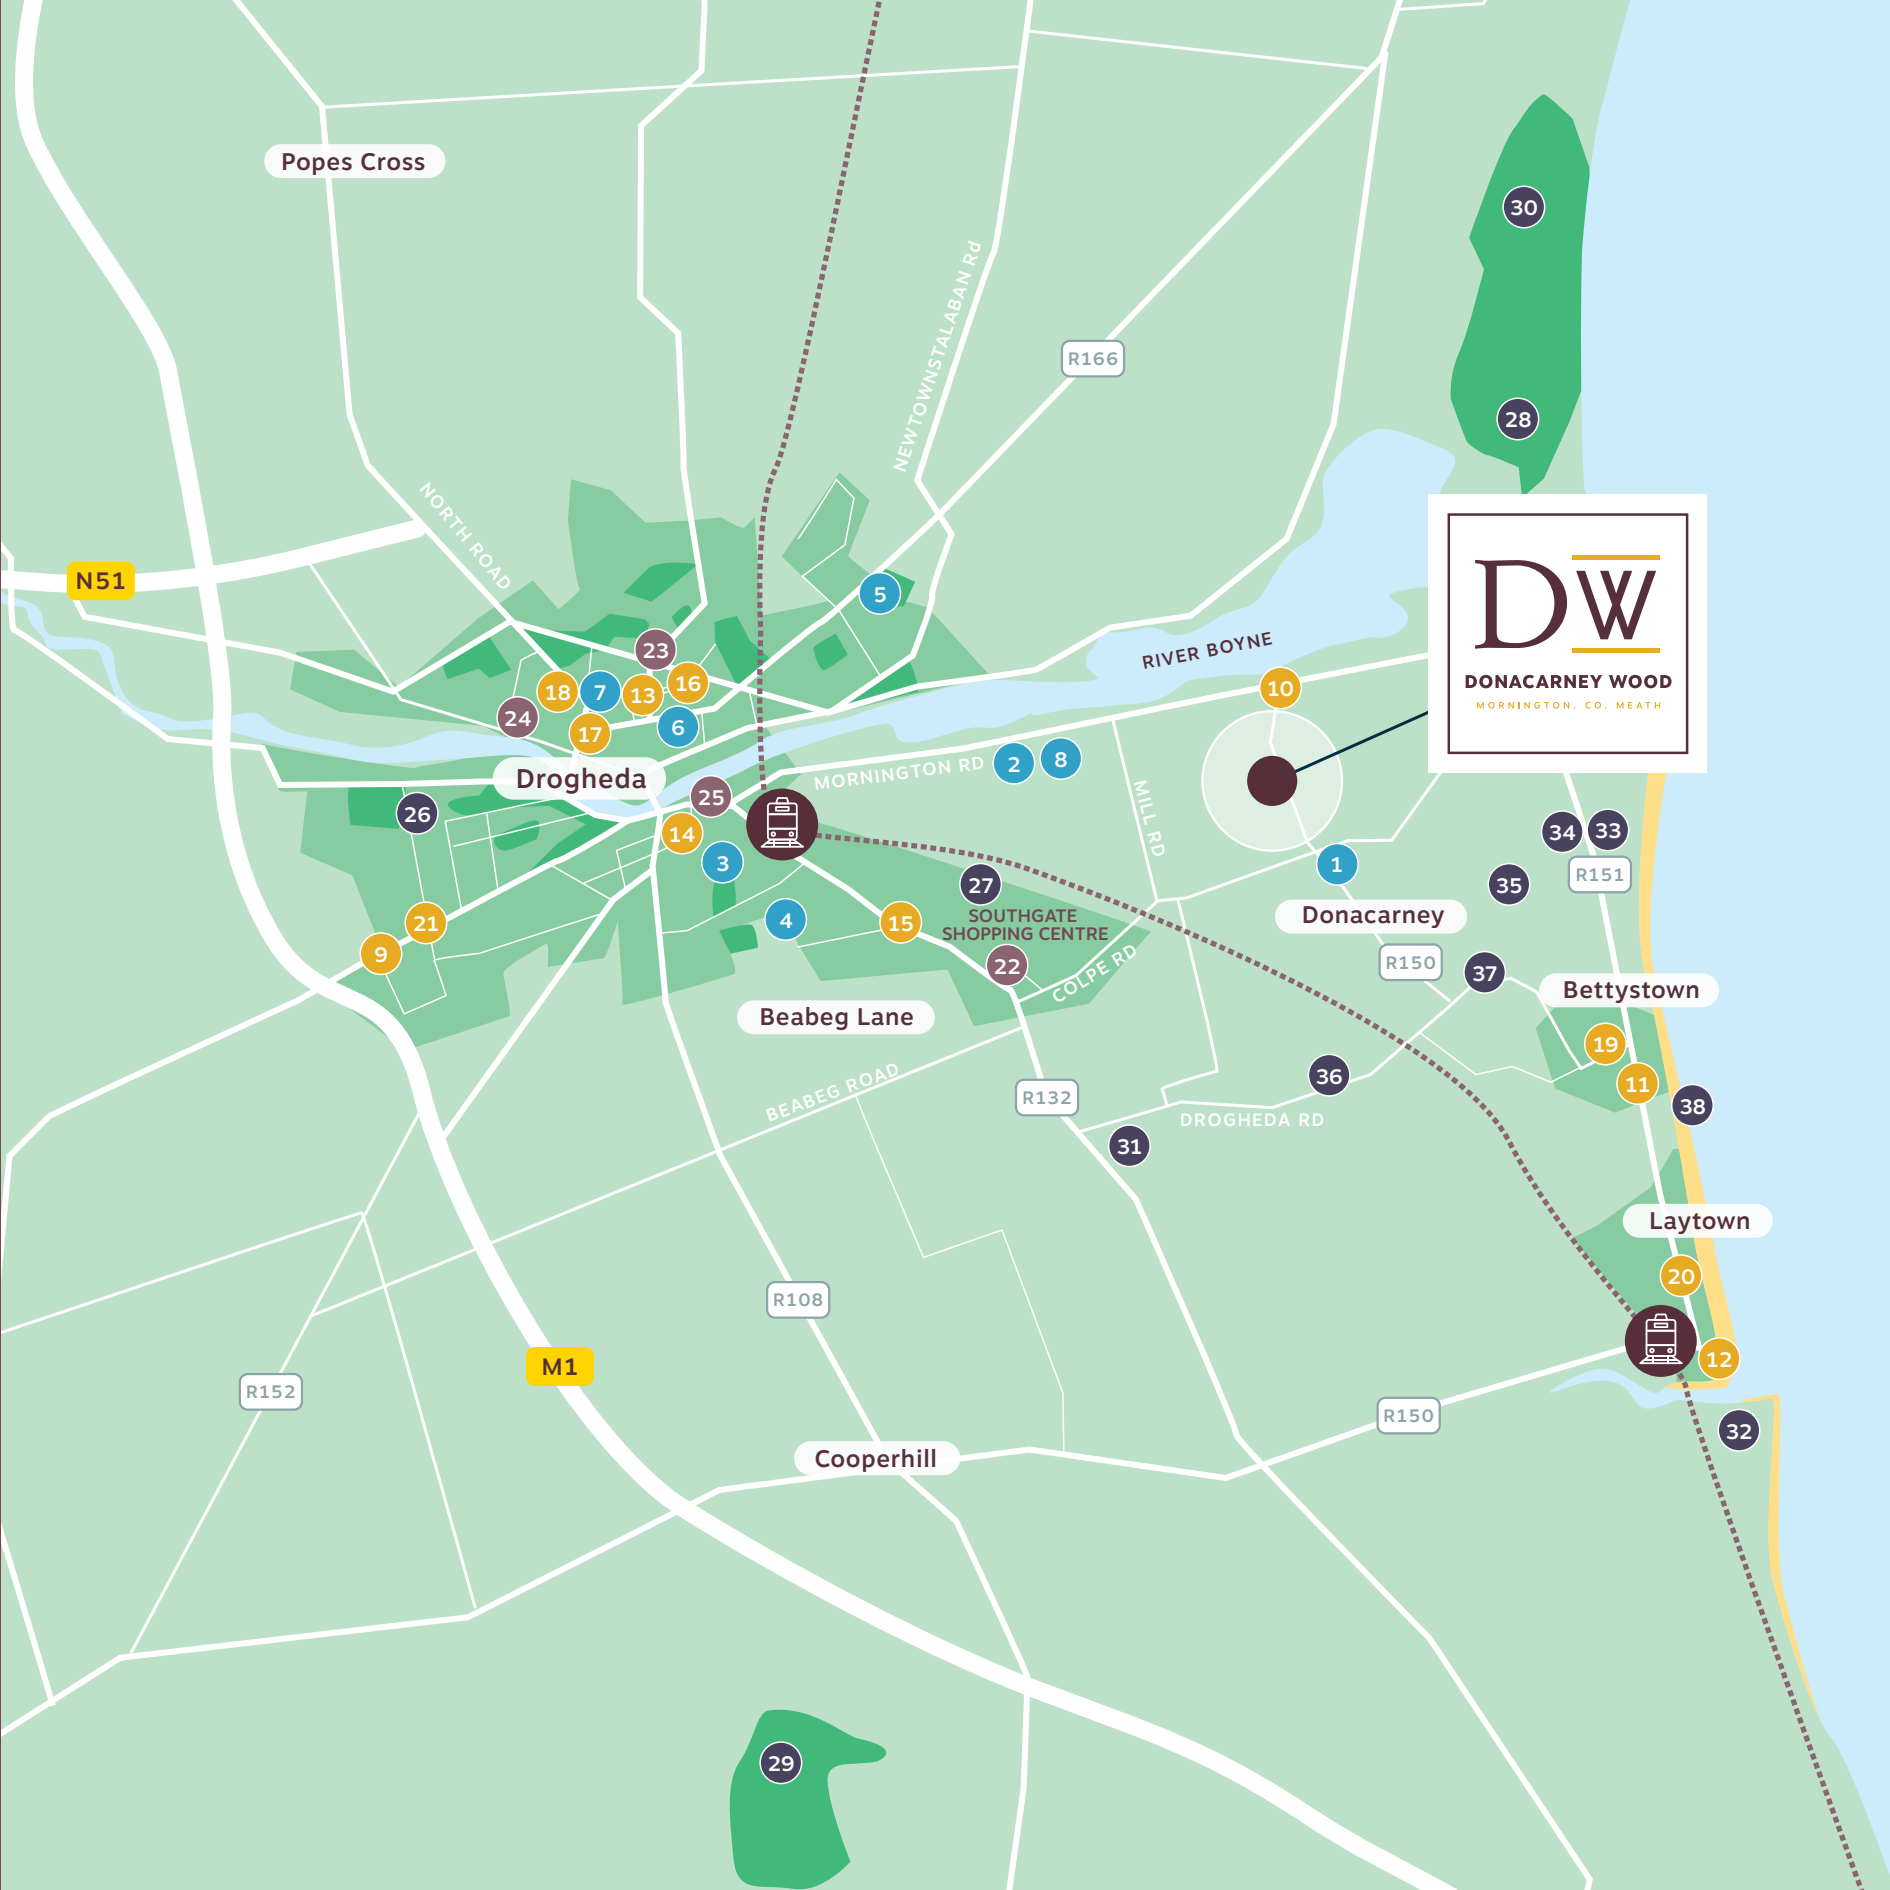 Popes Cross
30
NEWTOWNSTALABAN Rd
R166
28
NORTH ROAD
N51
5
DW
DONACARNEY WOOD
MORNINGTON, CO. MEATH
RIVER BOYNE
23
18
7
13
16
10
24
17
6
Drogheda
MORNINGTON RD
2
8
25
26
14
3
MILL RD
34
33
1
R151
27
35
4
15
21
SOUTHGATE
SHOPPING CENTRE
Donacarney
9
22
COLPE RD
R150
37
Bettystown
Beabeg Lane
19
36
11
BEABEG ROAD
R132
38
DROGHEDA RD
31
Laytown
20
R108
M1
12
R152
R150
32
Cooperhill
29